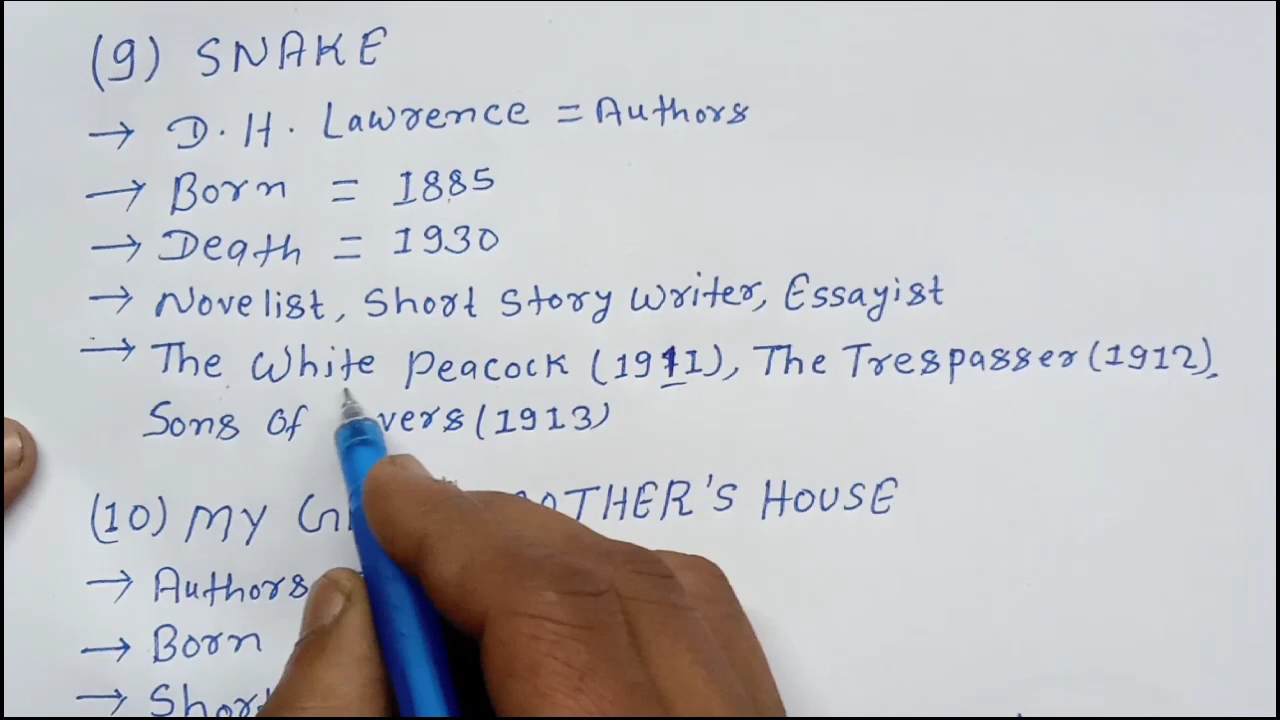 (9) SNAKE
→ D.H. Lawrence = Authors
→ Born = 1885
→ Death = 1930
→ Novelist, Short Story Writer, Essayist
→ The White Peacock (1911), The Trespasser (1912).
Sons Of vers (1913)
(10) MY OTHER'S HOUSE
→ Authors
→ Born
→ Short